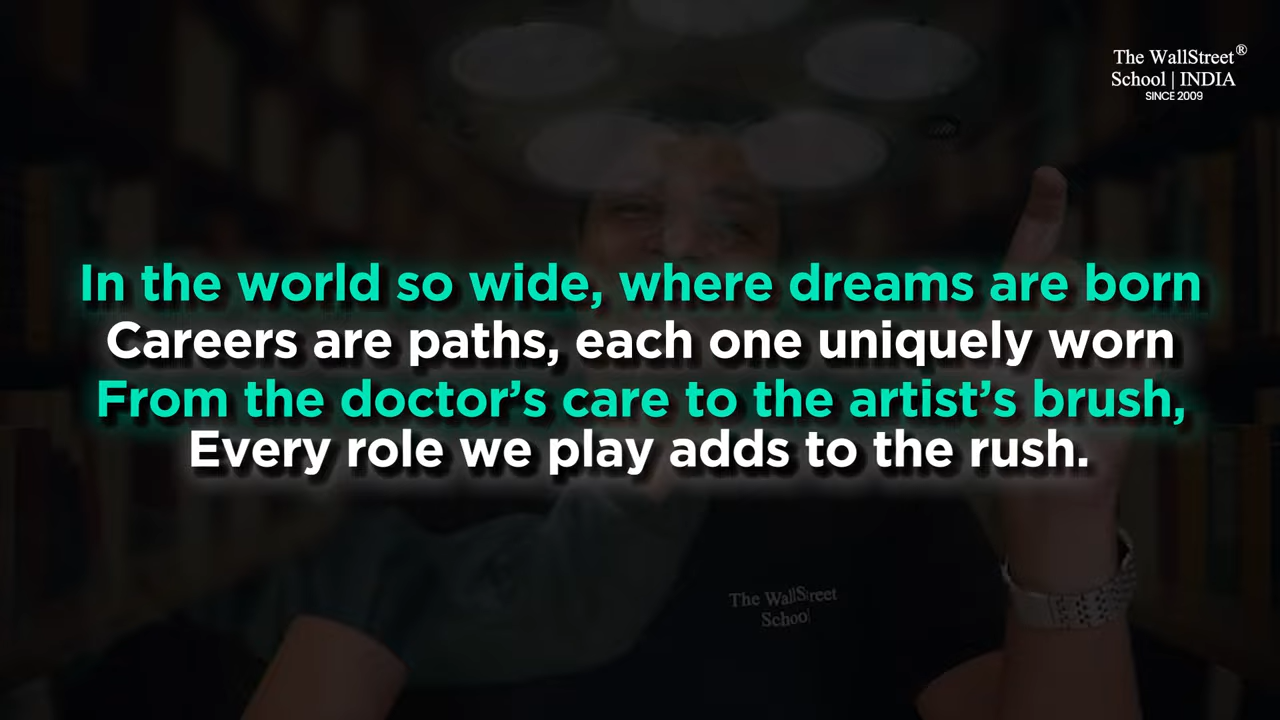 The WallStreet®
School | INDIA
SINCE 2009
In the world so wide, where dreams are born
Careers are paths, each one uniquely worn
From the doctor’s care to the artist’s brush,
Every role we play adds to the rush.
The WallStreet
School